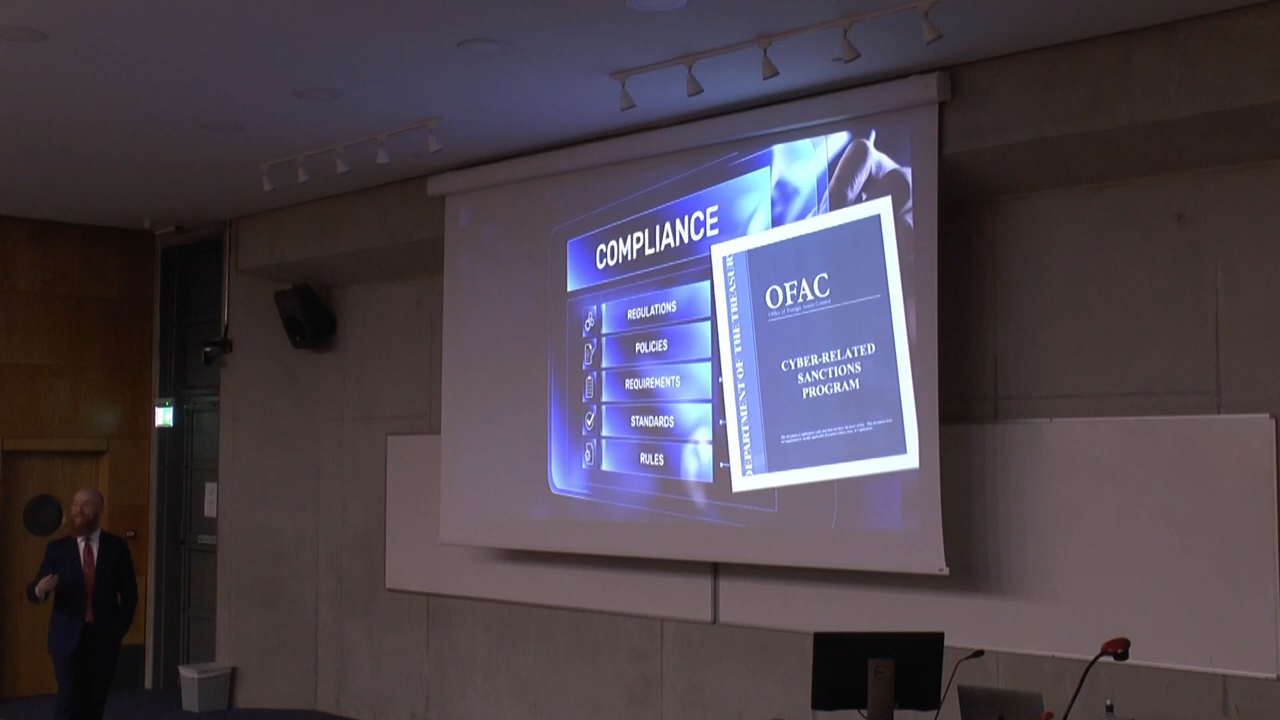 COMPLIANCE
REGULATIONS
POLICIES
REQUIREMENTS
STANDARDS
RULES
DEPARTMENT OF THE TREASUR
OFAC
Office of Foreign Assets Control
CYBER-RELATED
SANCTIONS
PROGRAM